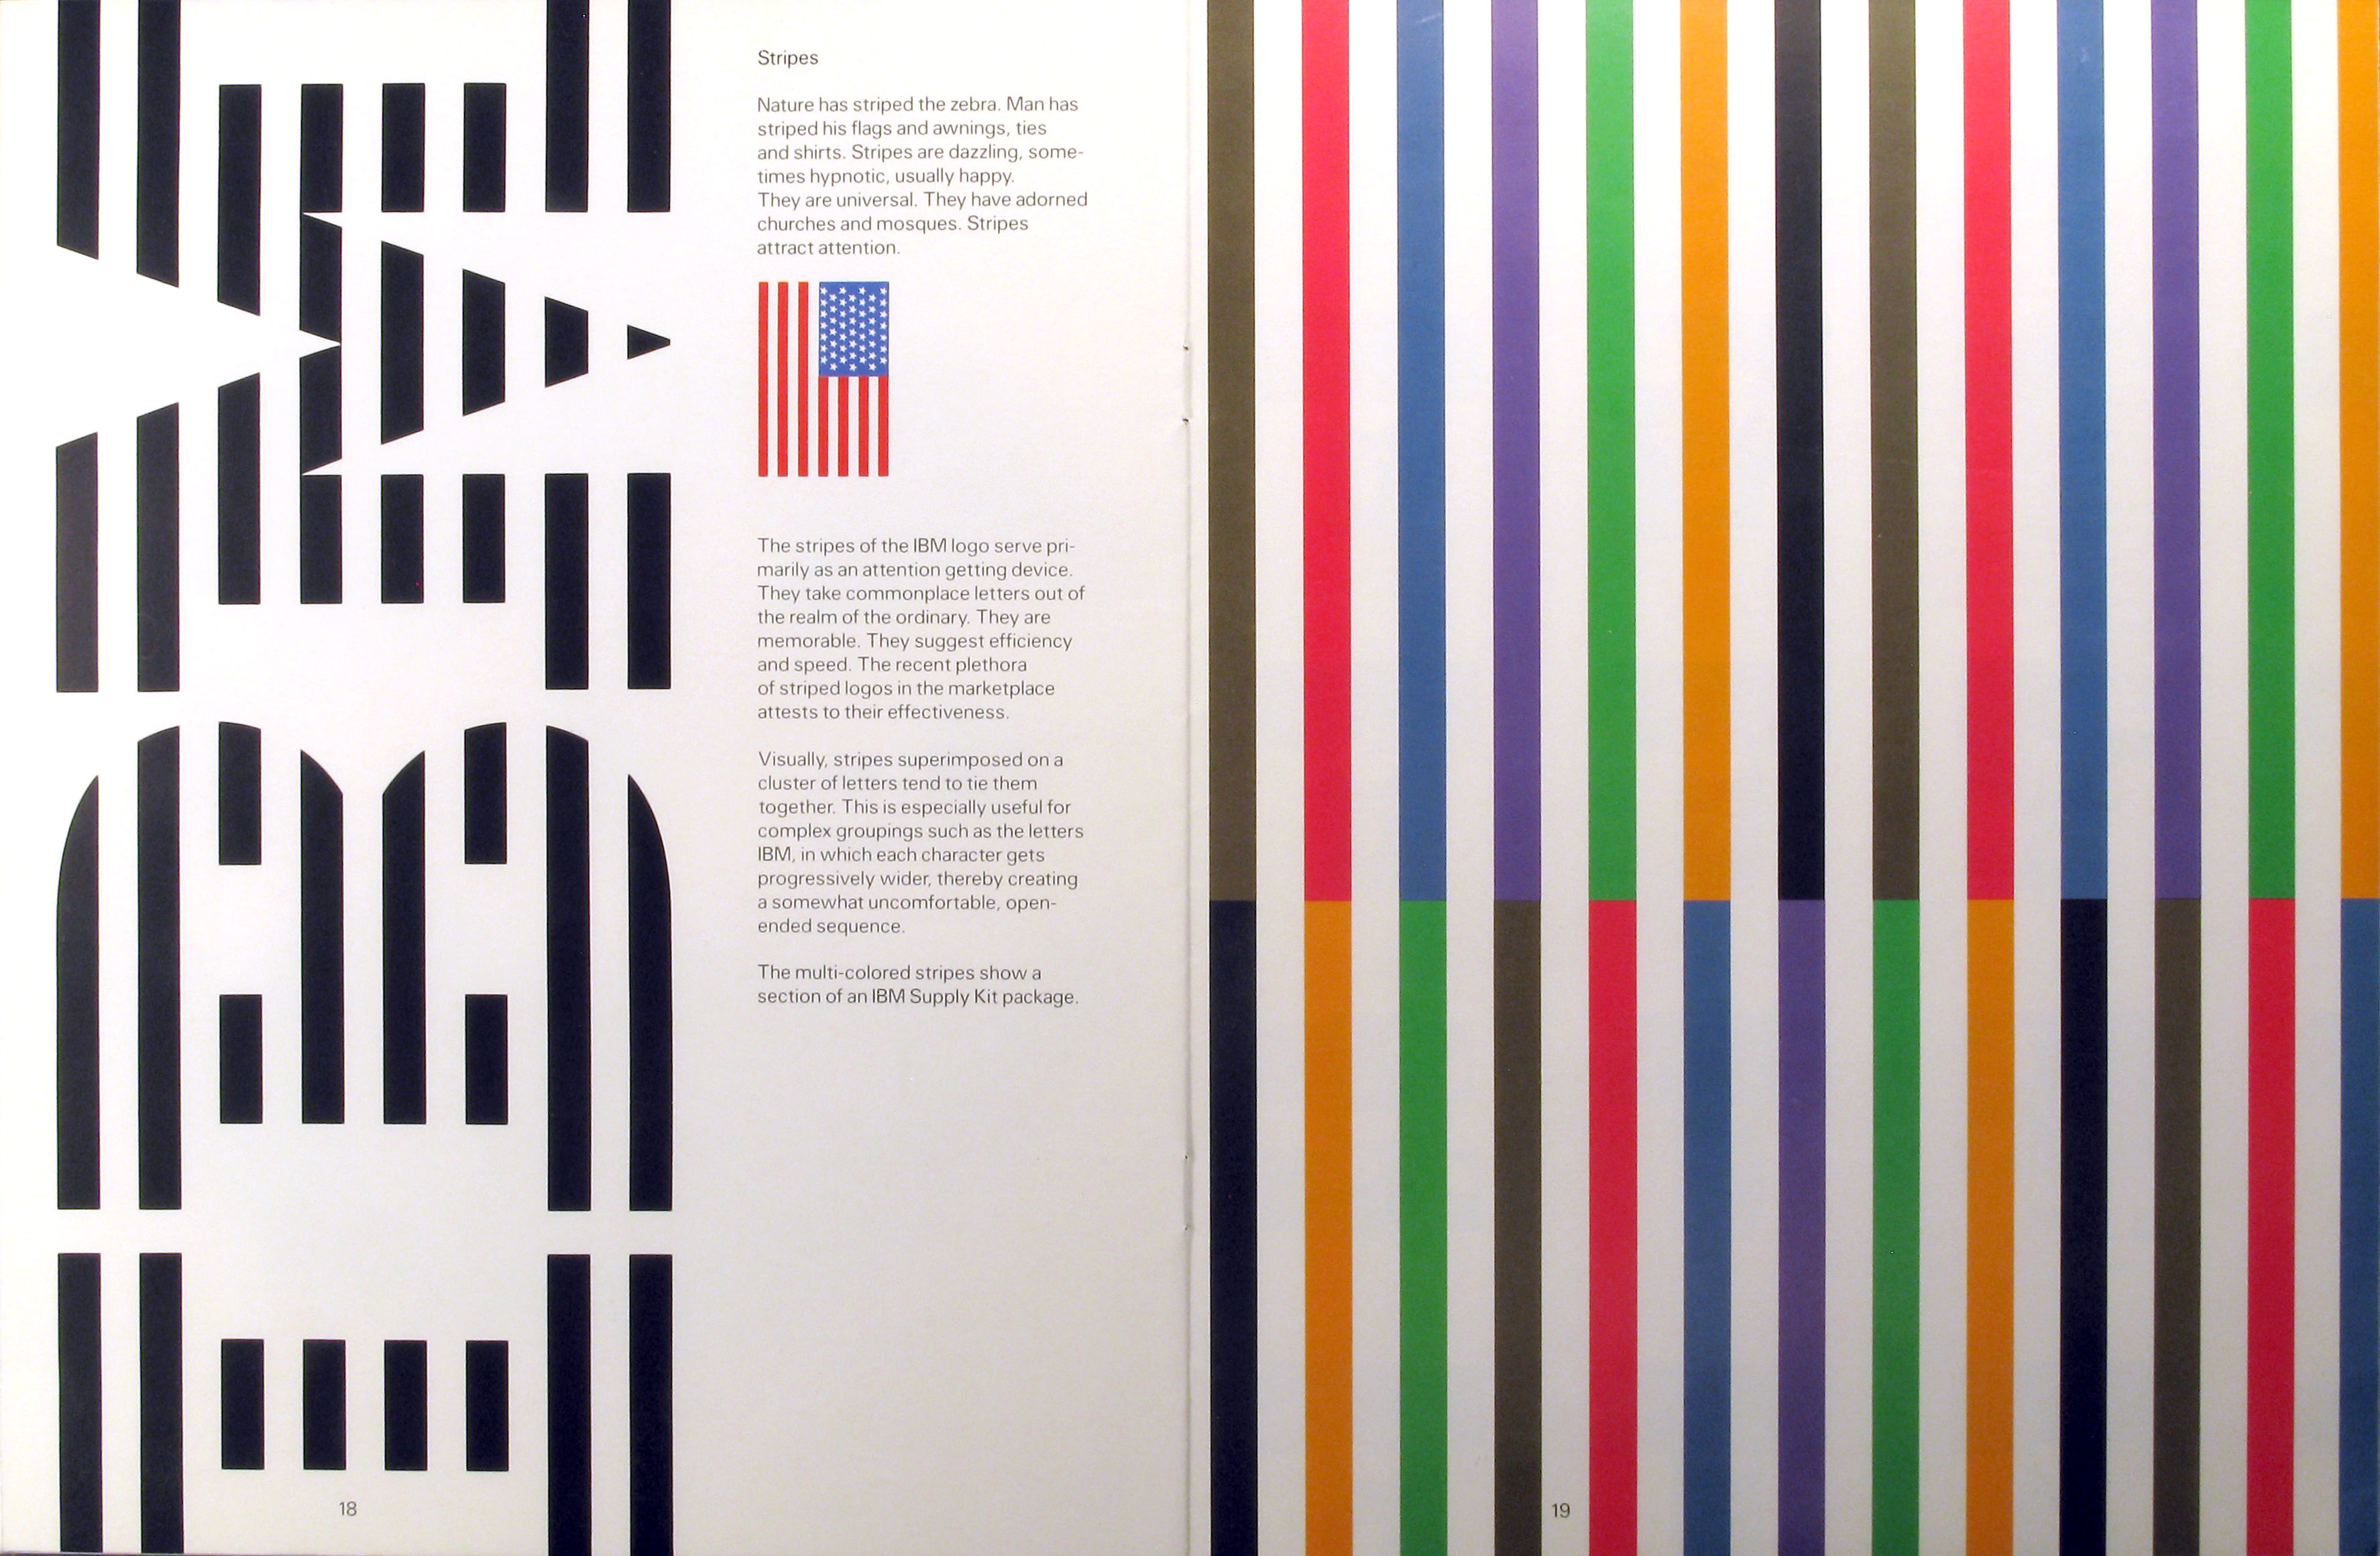 IBM
Stripes
Nature has striped the zebra. Man has
striped his flags and awnings, ties
and shirts. Stripes are dazzling, some-
times hypnotic, usually happy.
They are universal. They have adorned
churches and mosques. Stripes
attract attention.
The stripes of the IBM logo serve pri-
marily as an attention getting device.
They take commonplace letters out of
the realm of the ordinary. They are
memorable. They suggest efficiency
and speed. The recent plethora
of striped logos in the marketplace
attests to their effectiveness.
Visually, stripes superimposed on a
cluster of letters tend to tie them
together. This is especially useful for
complex groupings such as the letters
IBM, in which each character gets
progressively wider, thereby creating
a somewhat uncomfortable, open-
ended sequence.
The multi-colored stripes show a
section of an IBM Supply Kit package.
18
19